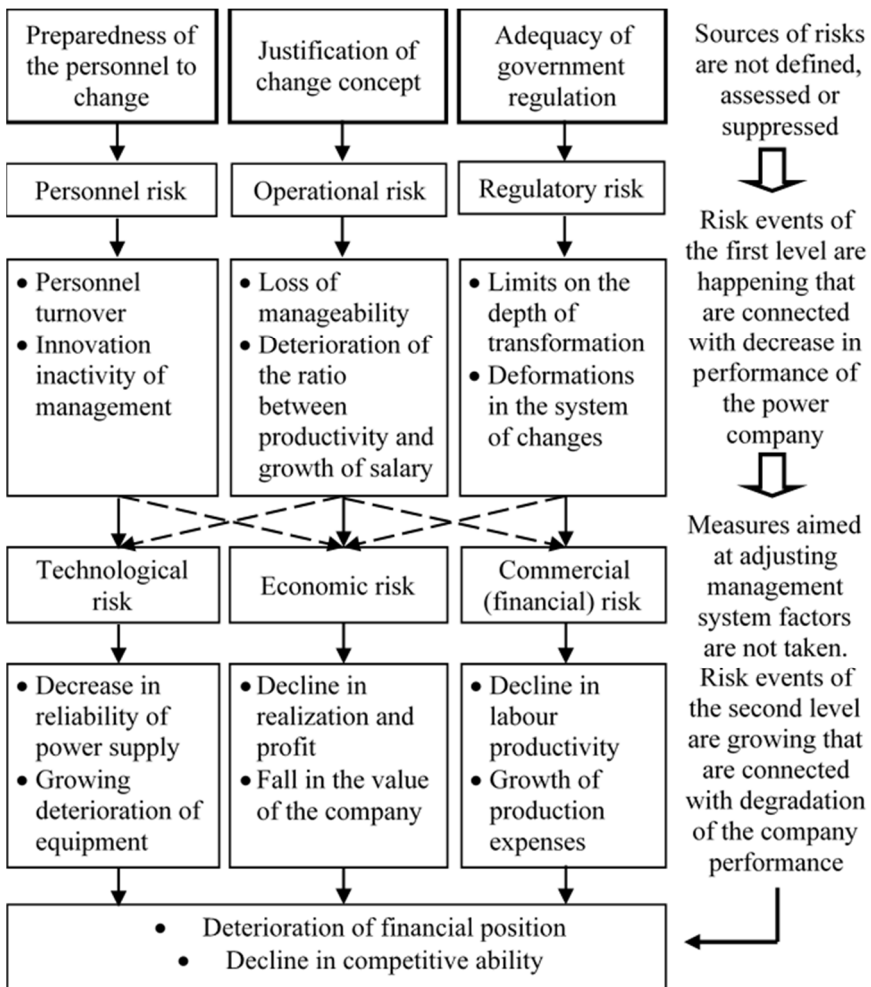 Preparedness of
the personnel to
change
Justification of
change concept
Adequacy of
government
regulation
Sources of risks
are not defined,
assessed or
suppressed
Personnel risk
Operational risk
Regulatory risk
Risk events of
the first level are
happening that
are connected
with decrease in
performance of
the power
company
• Personnel
turnover
• Innovation
inactivity of
management
• Loss of
manageability
• Deterioration of
the ratio
between
productivity and
growth of salary
• Limits on the
depth of
transformation
• Deformations
in the system
of changes
Technological
risk
Economic risk
Commercial
(financial) risk
Measures aimed
at adjusting
management
system factors
are not taken.
Risk events of
the second level
are growing that
are connected
with degradation
of the company
performance
• Decrease in
reliability of
power supply
• Growing
deterioration of
equipment
• Decline in
realization and
profit
• Fall in the value
of the company
• Decline in
labour
productivity
• Growth of
production
expenses
• Deterioration of financial position
• Decline in competitive ability